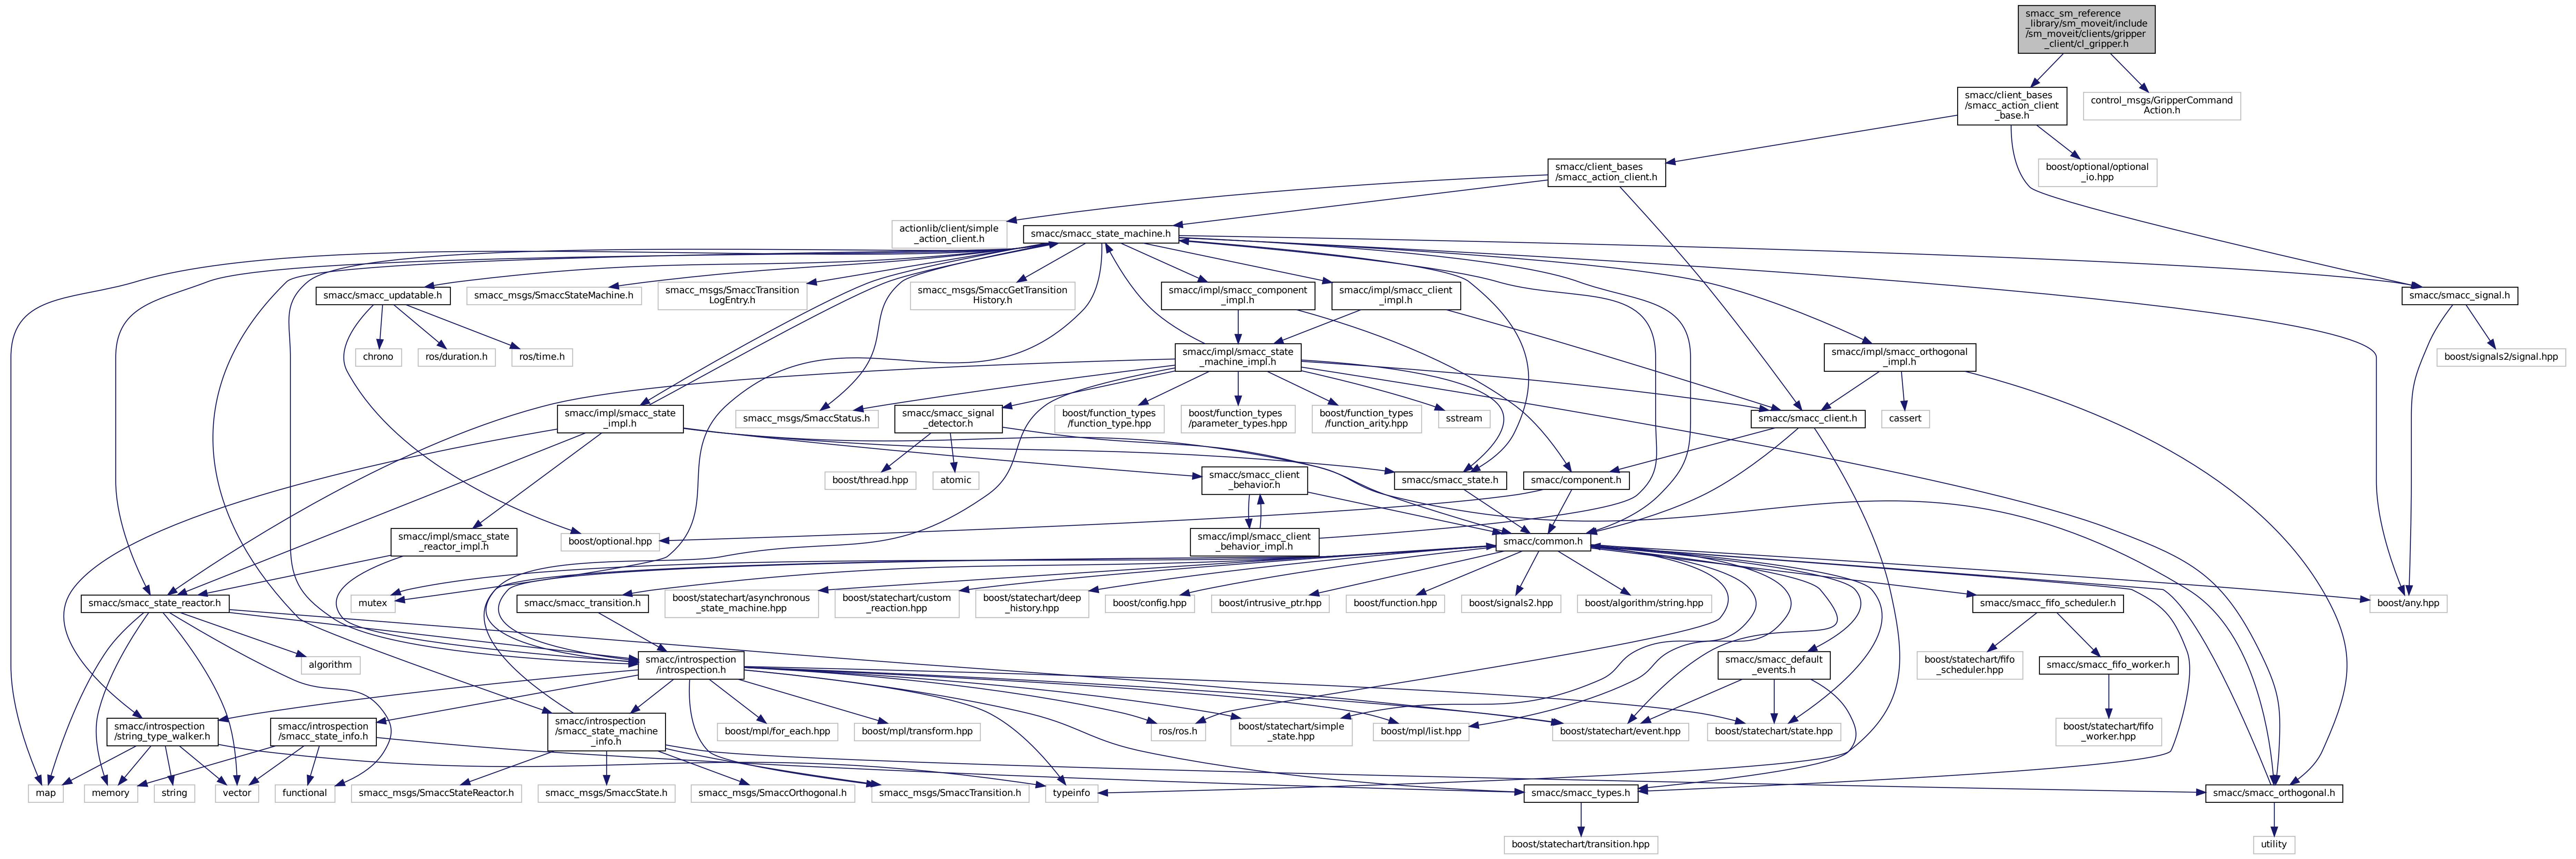 smacc_sm_reference
_library/sm_moveit/include
/sm_moveit/clients/gripper
_client/cl_gripper.h
smacc/client_bases
/smacc_action_client
_base.h
control_msgs/GripperCommand
Action.h
smacc/client_bases
/smacc_action_client.h
boost/optional/optional
_io.hpp
actionlib/client/simple
_action_client.h
smacc/smacc_state_machine.h
smacc/smacc_updatable.h
smacc_msgs/SmaccStateMachine.h
smacc_msgs/SmaccTransition
LogEntry.h
smacc_msgs/SmaccGetTransition
History.h
smacc/impl/smacc_component
_impl.h
smacc/impl/smacc_client
_impl.h
smacc/smacc_signal.h
chrono
ros/duration.h
ros/time.h
smacc/impl/smacc_state
_machine_impl.h
smacc/impl/smacc_orthogonal
_impl.h
boost/signals2/signal.hpp
smacc/impl/smacc_state
_impl.h
smacc_msgs/SmaccStatus.h
smacc/smacc_signal
_detector.h
boost/function_types
/function_type.hpp
boost/function_types
/parameter_types.hpp
boost/function_types
/function_arity.hpp
sstream
smacc/smacc_client.h
cassert
boost/thread.hpp
atomic
smacc/smacc_client
_behavior.h
smacc/smacc_state.h
smacc/component.h
smacc/impl/smacc_state
_reactor_impl.h
boost/optional.hpp
smacc/impl/smacc_client
_behavior_impl.h
smacc/common.h
smacc/smacc_state_reactor.h
mutex
smacc/smacc_transition.h
boost/statechart/asynchronous
_state_machine.hpp
boost/statechart/custom
_reaction.hpp
boost/statechart/deep
_history.hpp
boost/config.hpp
boost/intrusive_ptr.hpp
boost/function.hpp
boost/signals2.hpp
boost/algorithm/string.hpp
smacc/smacc_fifo_scheduler.h
boost/any.hpp
algorithm
smacc/introspection
/introspection.h
smacc/smacc_default
_events.h
boost/statechart/fifo
_scheduler.hpp
smacc/smacc_fifo_worker.h
smacc/introspection
/string_type_walker.h
smacc/introspection
/smacc_state_info.h
smacc/introspection
/smacc_state_machine
_info.h
boost/mpl/for_each.hpp
boost/mpl/transform.hpp
ros/ros.h
boost/statechart/simple
_state.hpp
boost/mpl/list.hpp
boost/statechart/event.hpp
boost/statechart/state.hpp
boost/statechart/fifo
_worker.hpp
map
memory
string
vector
functional
smacc_msgs/SmaccStateReactor.h
smacc_msgs/SmaccState.h
smacc_msgs/SmaccOrthogonal.h
smacc_msgs/SmaccTransition.h
typeinfo
smacc/smacc_types.h
smacc/smacc_orthogonal.h
boost/statechart/transition.hpp
utility